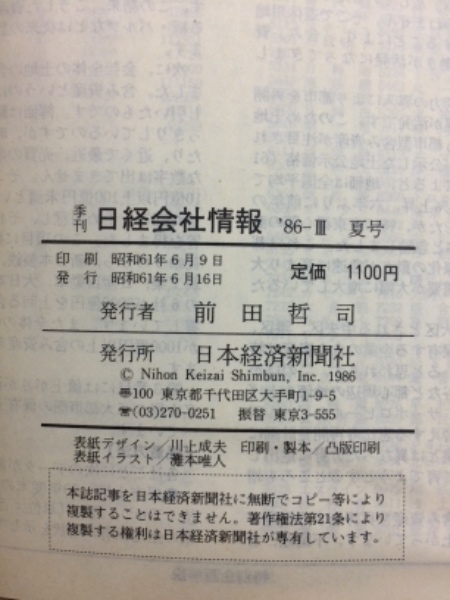 季刊 日経会社情報 '86-Ⅲ 夏号
印刷 昭和61年6月9日
発行 昭和61年6月16日 定価 1100円
発行者 前田哲司
発行所 日本経済新聞社
© Nihon Keizai Shimbun, Inc. 1986
〠100 東京都千代田区大手町1-9-5
☎(03)270-0251 振替 東京3-555
表紙デザイン/川上成夫 印刷・製本/凸版印刷
表紙イラスト/灘本唯人
本誌記事を日本経済新聞社に無断でコピー等により
複製することはできません。著作権法第21条により
複製する権利は日本経済新聞社が専有しています。